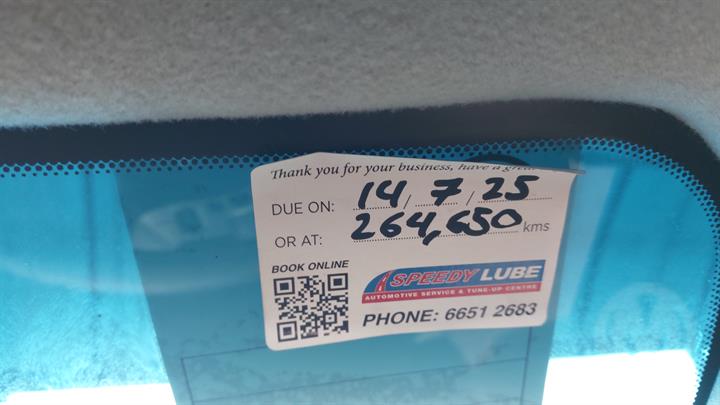 Thank you for your business, have a great
DUE ON: 14/7/25
OR AT: 264,650 kms
BOOK ONLINE
SPEEDY LUBE
AUTOMOTIVE SERVICE & TUNE-UP CENTRE
PHONE: 6651 2683